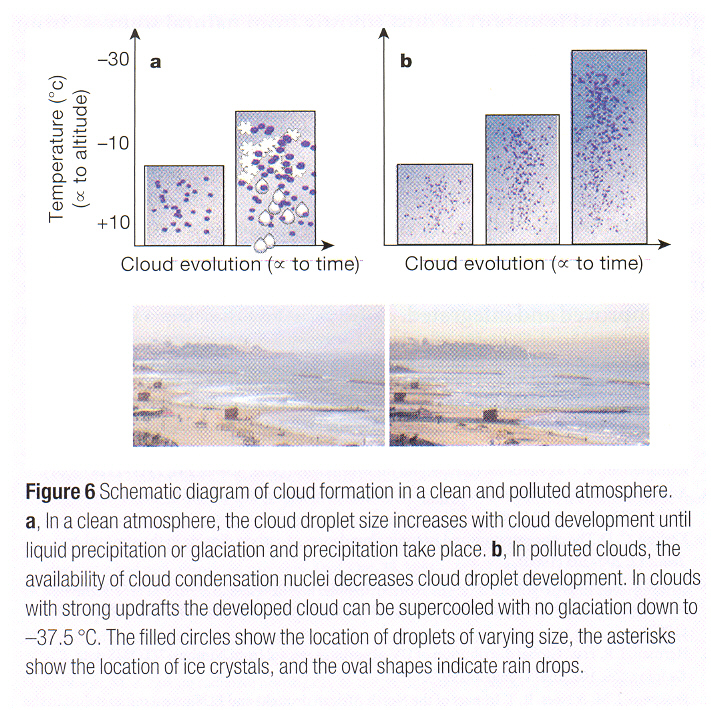 −30
a
b
Temperature (°c)
(∝ to altitude)
−10
+10
Cloud evolution (∝ to time)
Cloud evolution (∝ to time)
Figure 6 Schematic diagram of cloud formation in a clean and polluted atmosphere.
a, In a clean atmosphere, the cloud droplet size increases with cloud development until
liquid precipitation or glaciation and precipitation take place. b, In polluted clouds, the
availability of cloud condensation nuclei decreases cloud droplet development. In clouds
with strong updrafts the developed cloud can be supercooled with no glaciation down to
−37.5 °C. The filled circles show the location of droplets of varying size, the asterisks
show the location of ice crystals, and the oval shapes indicate rain drops.